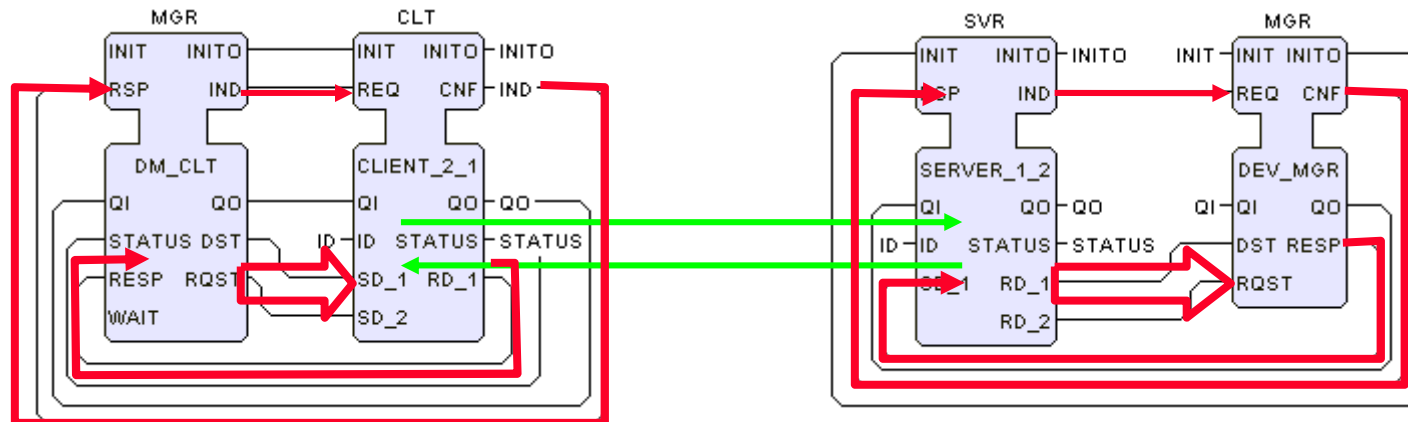 MGR CLT SVR MGR
INIT INITO INIT INITO INITO INIT INITO INITO INIT INIT INITO
RSP IND REQ CNF IND SP IND REQ CNF
DM_CLT CLIENT_2_1 SERVER_1_2 DEV_MGR
QI QO QI QO QO QI QO QO QI QI QO
STATUS DST ID ID STATUS STATUS ID ID STATUS STATUS DST RESP
RESP RQST SD_1 RD_1 SD_1 RD_1 RQST
WAIT SD_2 RD_2